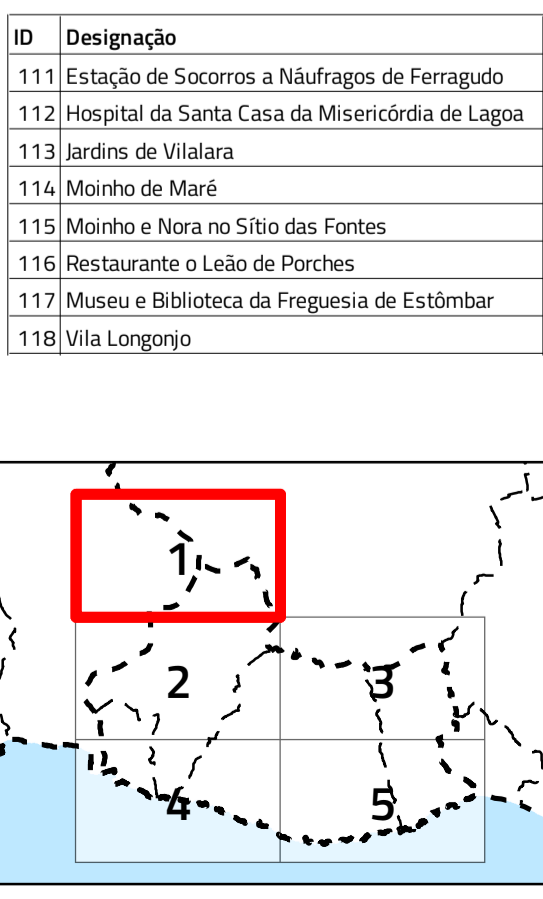 ID Designação
111 Estação de Socorros a Náufragos de Ferragudo
112 Hospital da Santa Casa da Misericórdia de Lagoa
113 Jardins de Vilalara
114 Moinho de Maré
115 Moinho e Nora no Sítio das Fontes
116 Restaurante o Leão de Porches
117 Museu e Biblioteca da Freguesia de Estômbar
118 Vila Longonjo
1
2 3
4 5